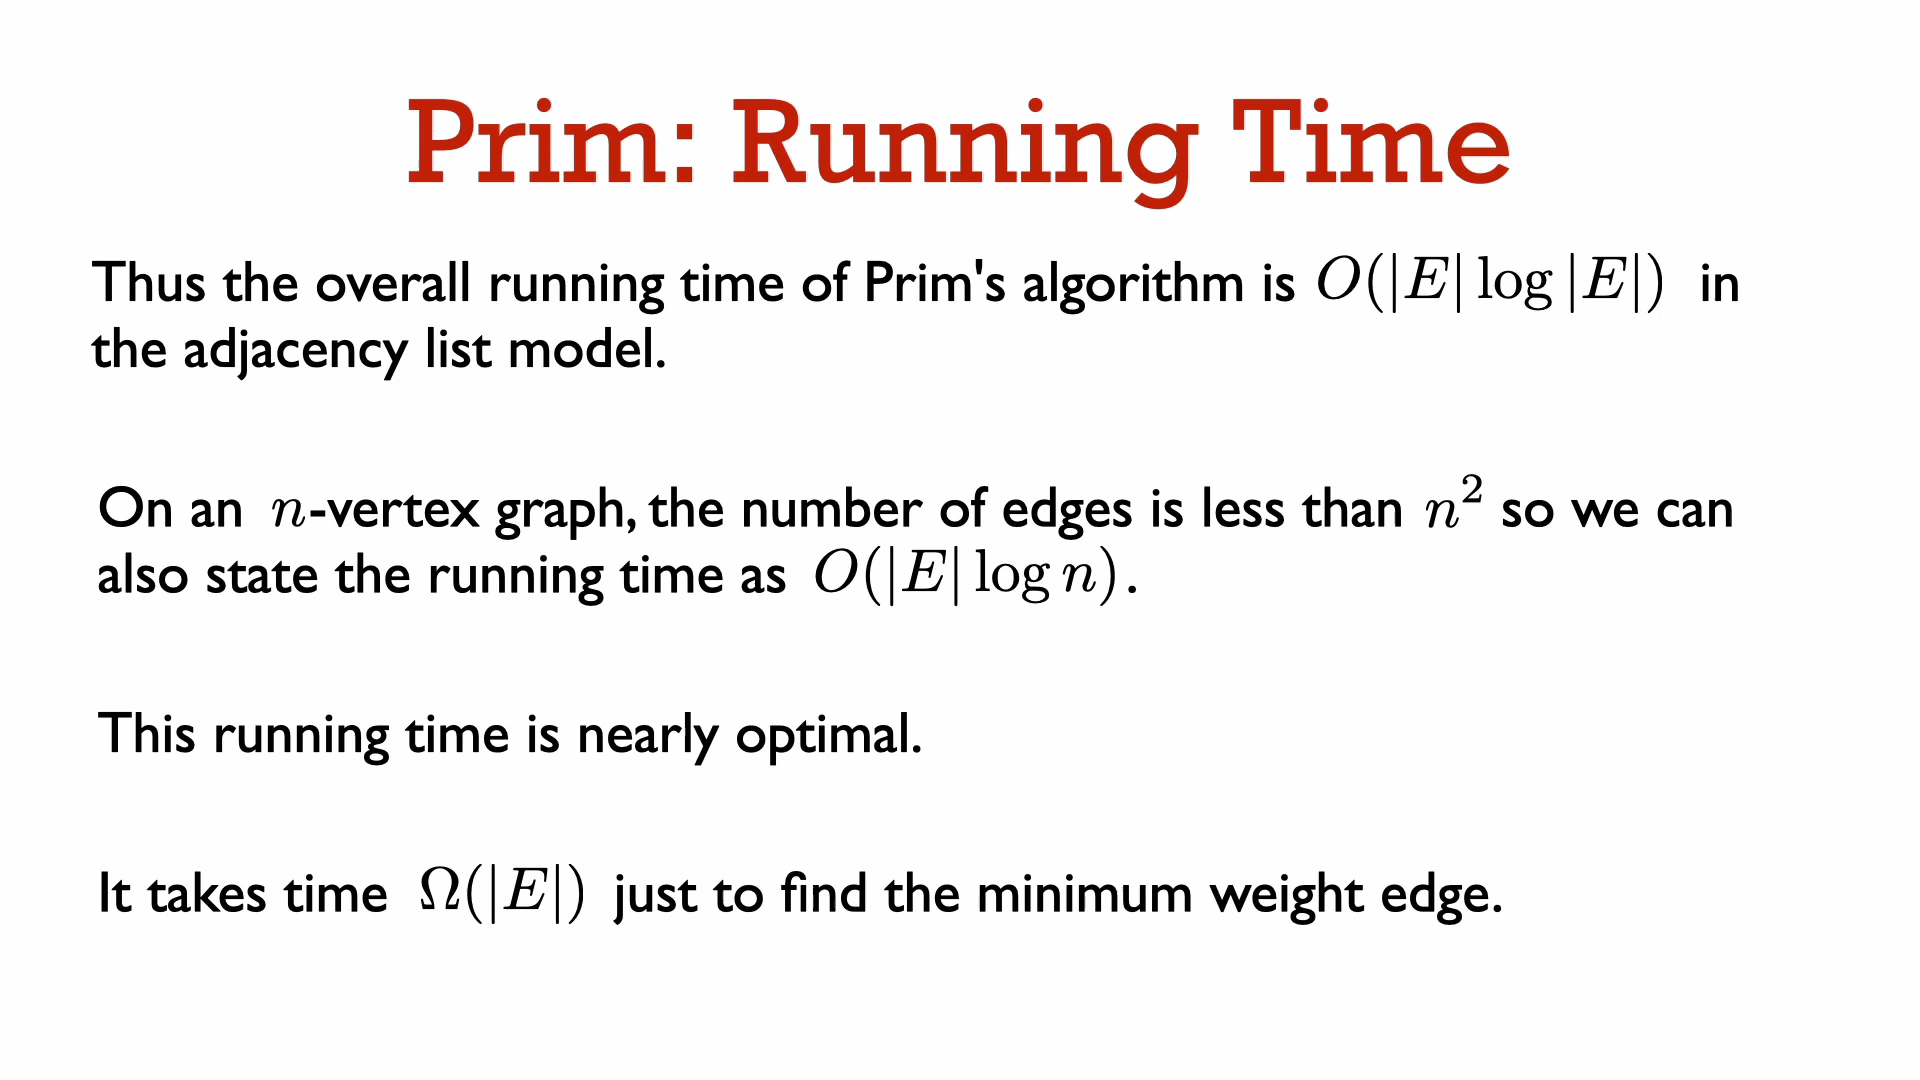 Prim: Running Time
Thus the overall running time of Prim's algorithm is O(|E| log |E|) in
the adjacency list model.
On an n-vertex graph, the number of edges is less than n² so we can
also state the running time as O(|E| log n).
This running time is nearly optimal.
It takes time Ω(|E|) just to find the minimum weight edge.